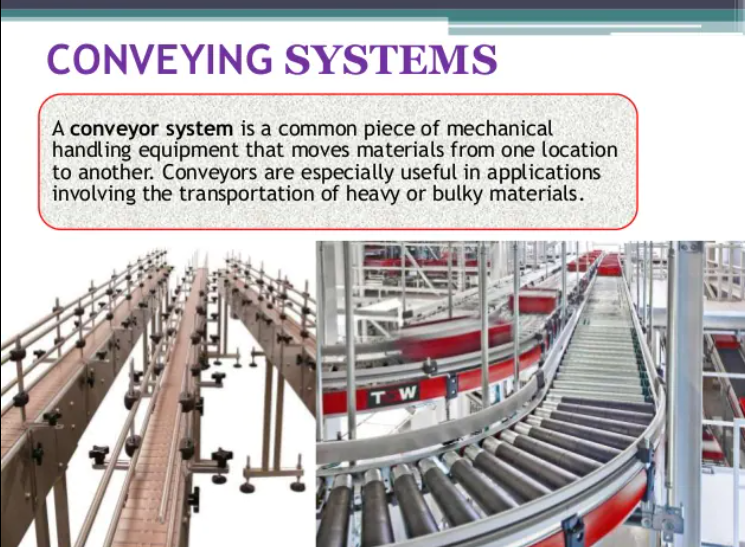 CONVEYING SYSTEMS
A conveyor system is a common piece of mechanical
handling equipment that moves materials from one location
to another. Conveyors are especially useful in applications
involving the transportation of heavy or bulky materials.
T W